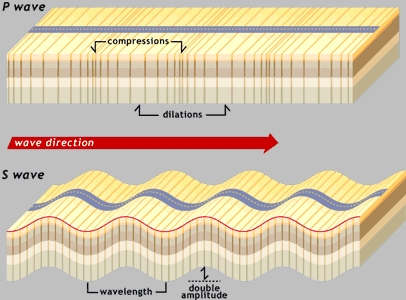 P wave
compressions
dilations
wave direction
S wave
wavelength
double
amplitude